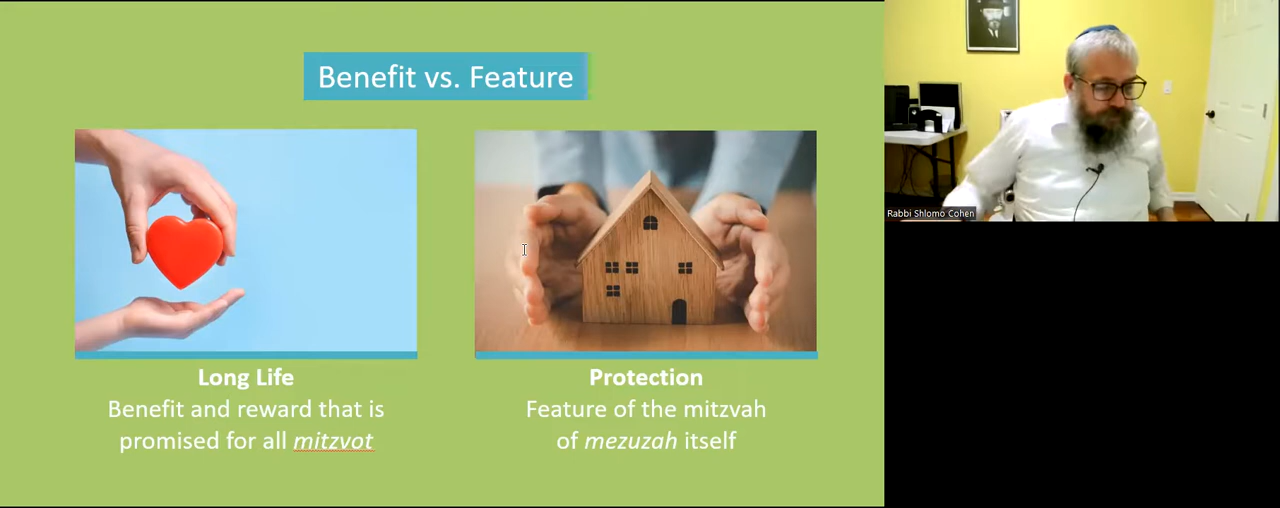 Benefit vs. Feature
Long Life
Benefit and reward that is
promised for all mitzvot
Protection
Feature of the mitzvah
of mezuzah itself
Rabbi Shlomo Cohen